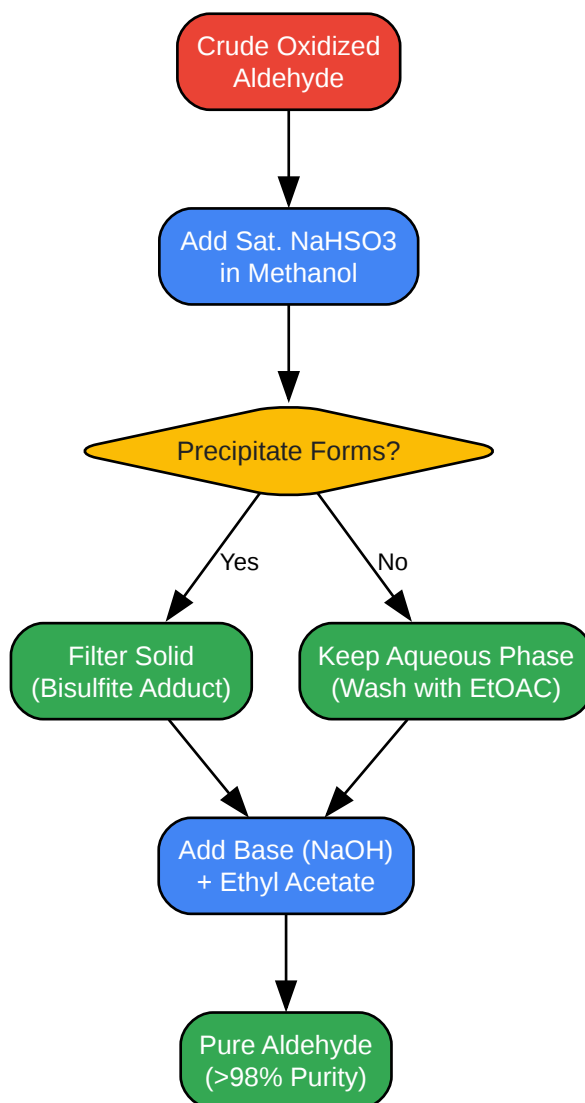 Crude Oxidized
Aldehyde
Add Sat. NaHSO3
in Methanol
Precipitate Forms?
Yes
No
Filter Solid
(Bisulfite Adduct)
Keep Aqueous Phase
(Wash with EtOAC)
Add Base (NaOH)
+ Ethyl Acetate
Pure Aldehyde
(>98% Purity)